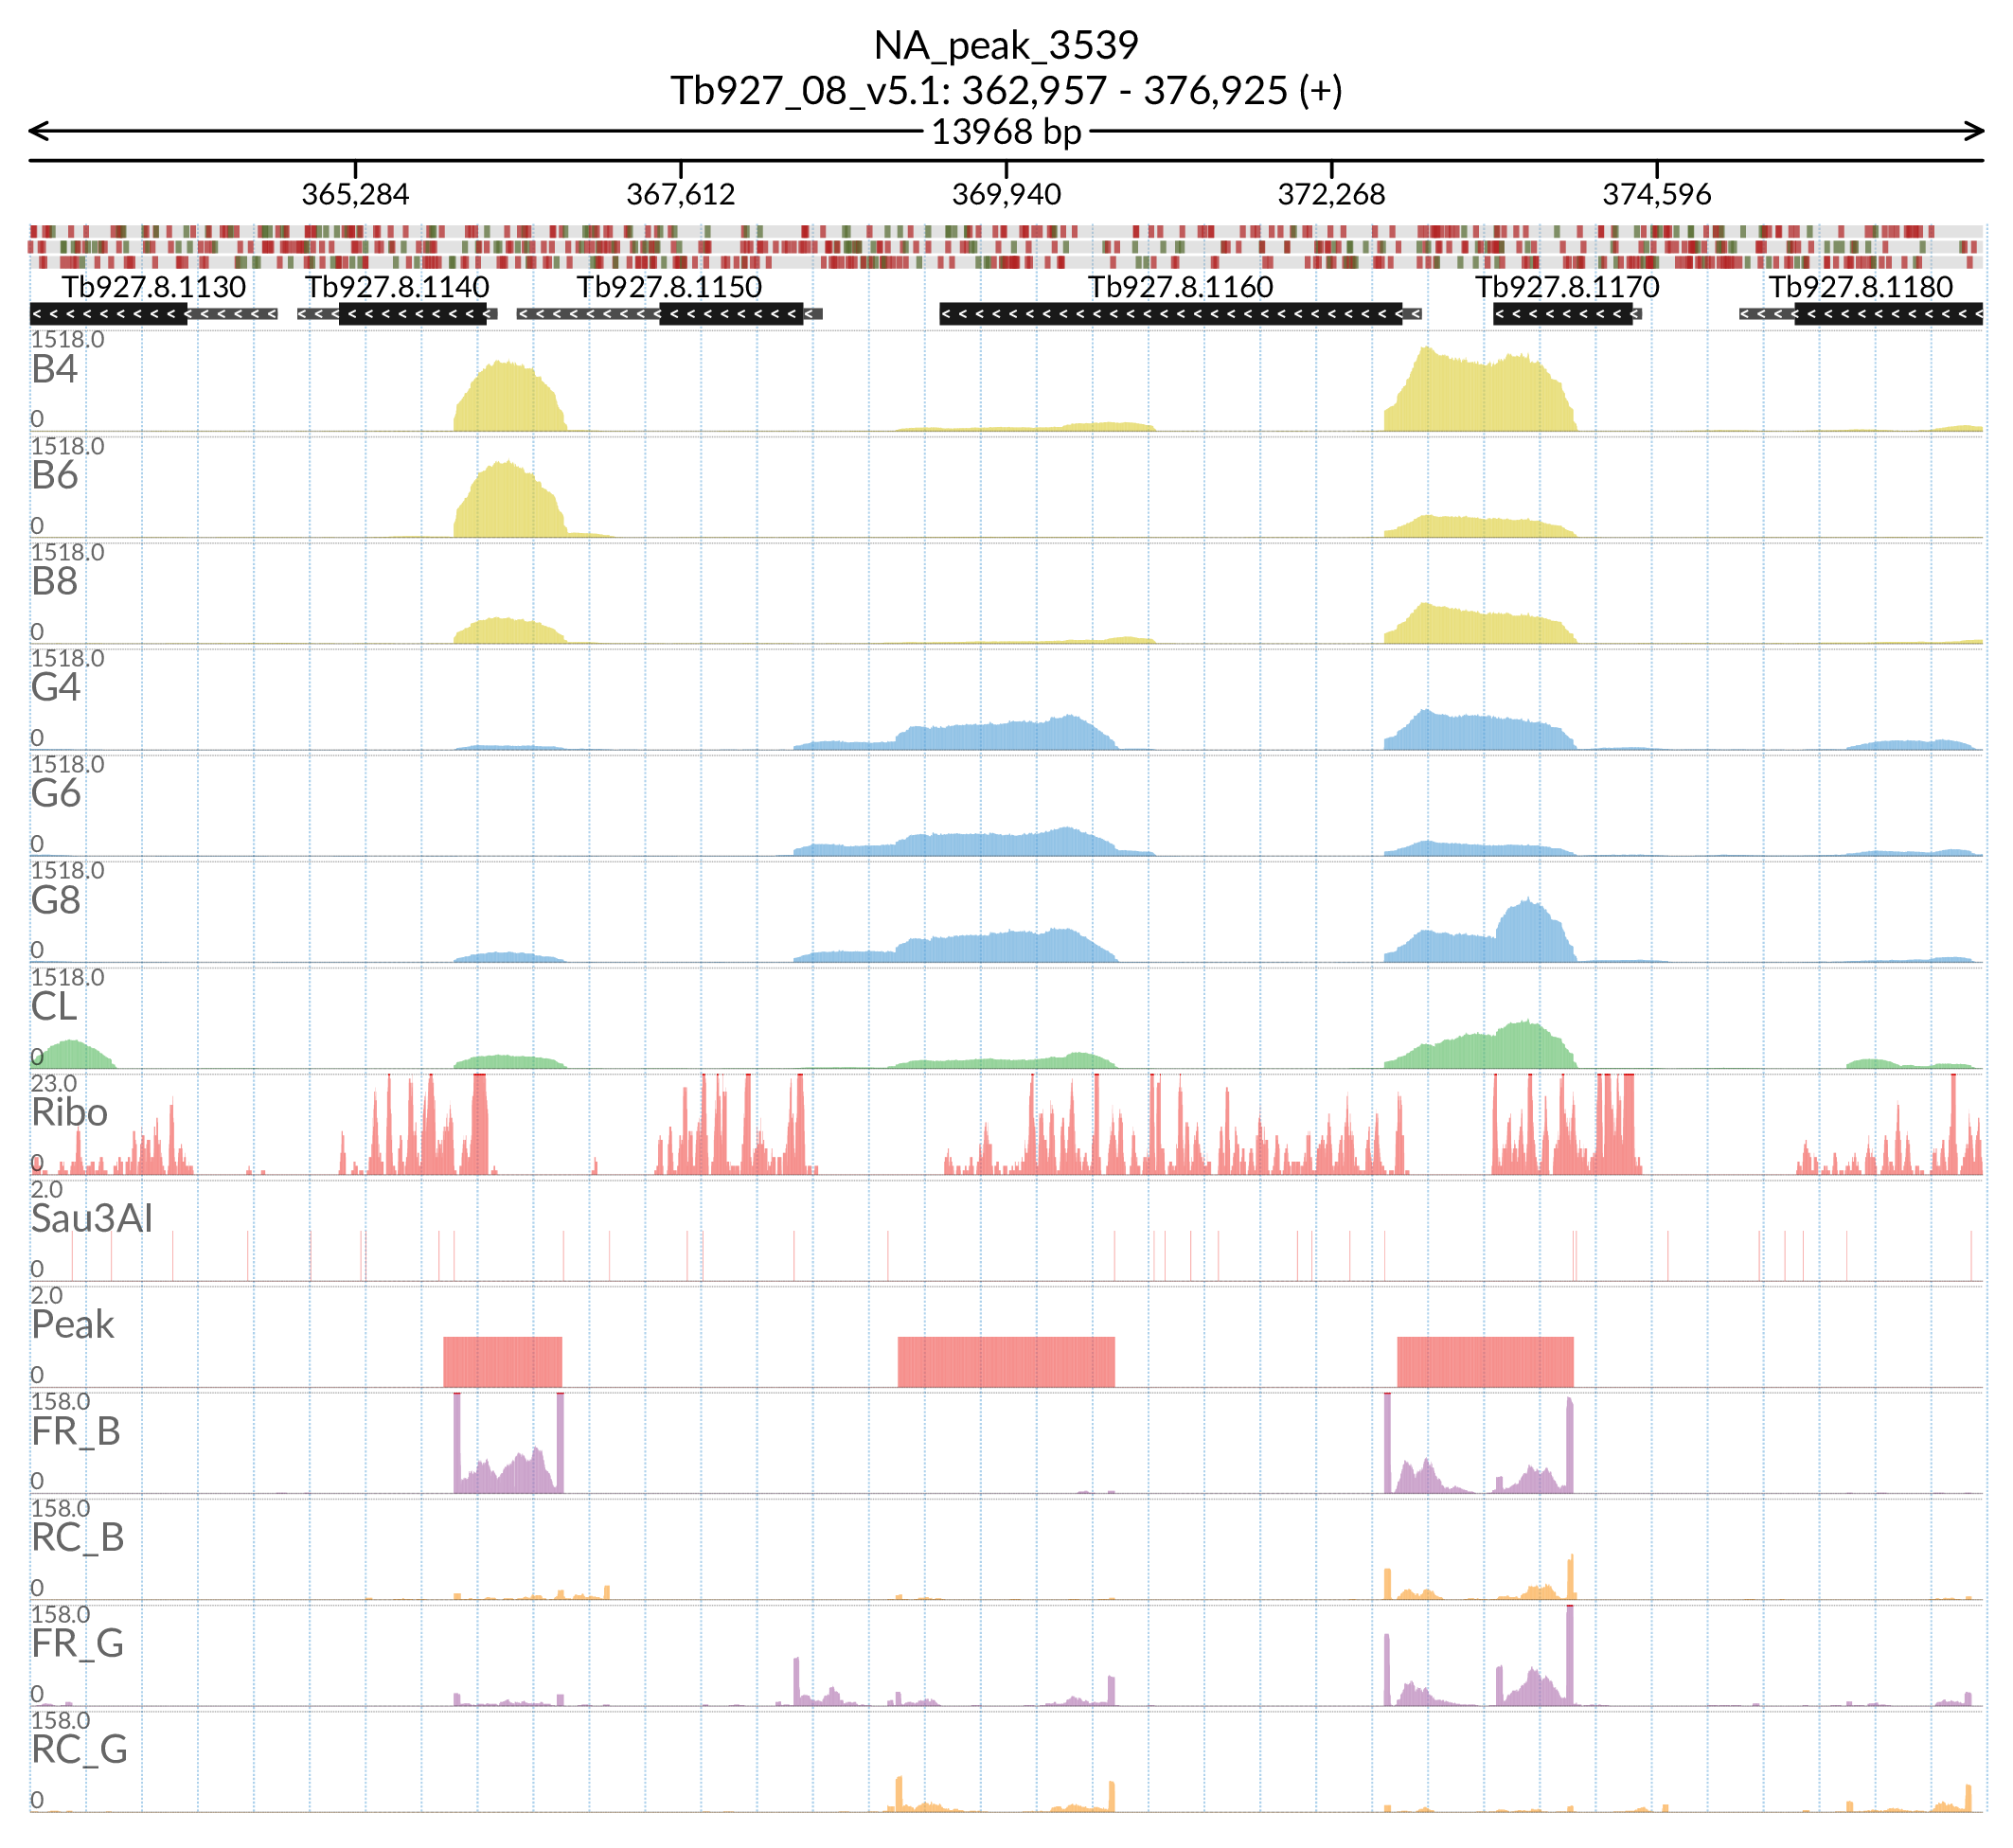 NA_peak_3539
Tb927_08_v5.1: 362,957 - 376,925 (+)
13968 bp
365,284 367,612 369,940 372,268 374,596
Tb927.8.1130 Tb927.8.1140 Tb927.8.1150 Tb927.8.1160 Tb927.8.1170 Tb927.8.1180
1518.0
B4
0
1518.0
B6
0
1518.0
B8
0
1518.0
G4
0
1518.0
G6
0
1518.0
G8
0
1518.0
CL
0
23.0
Ribo
0
2.0
Sau3AI
0
2.0
Peak
0
158.0
FR_B
0
158.0
RC_B
0
158.0
FR_G
0
158.0
RC_G
0